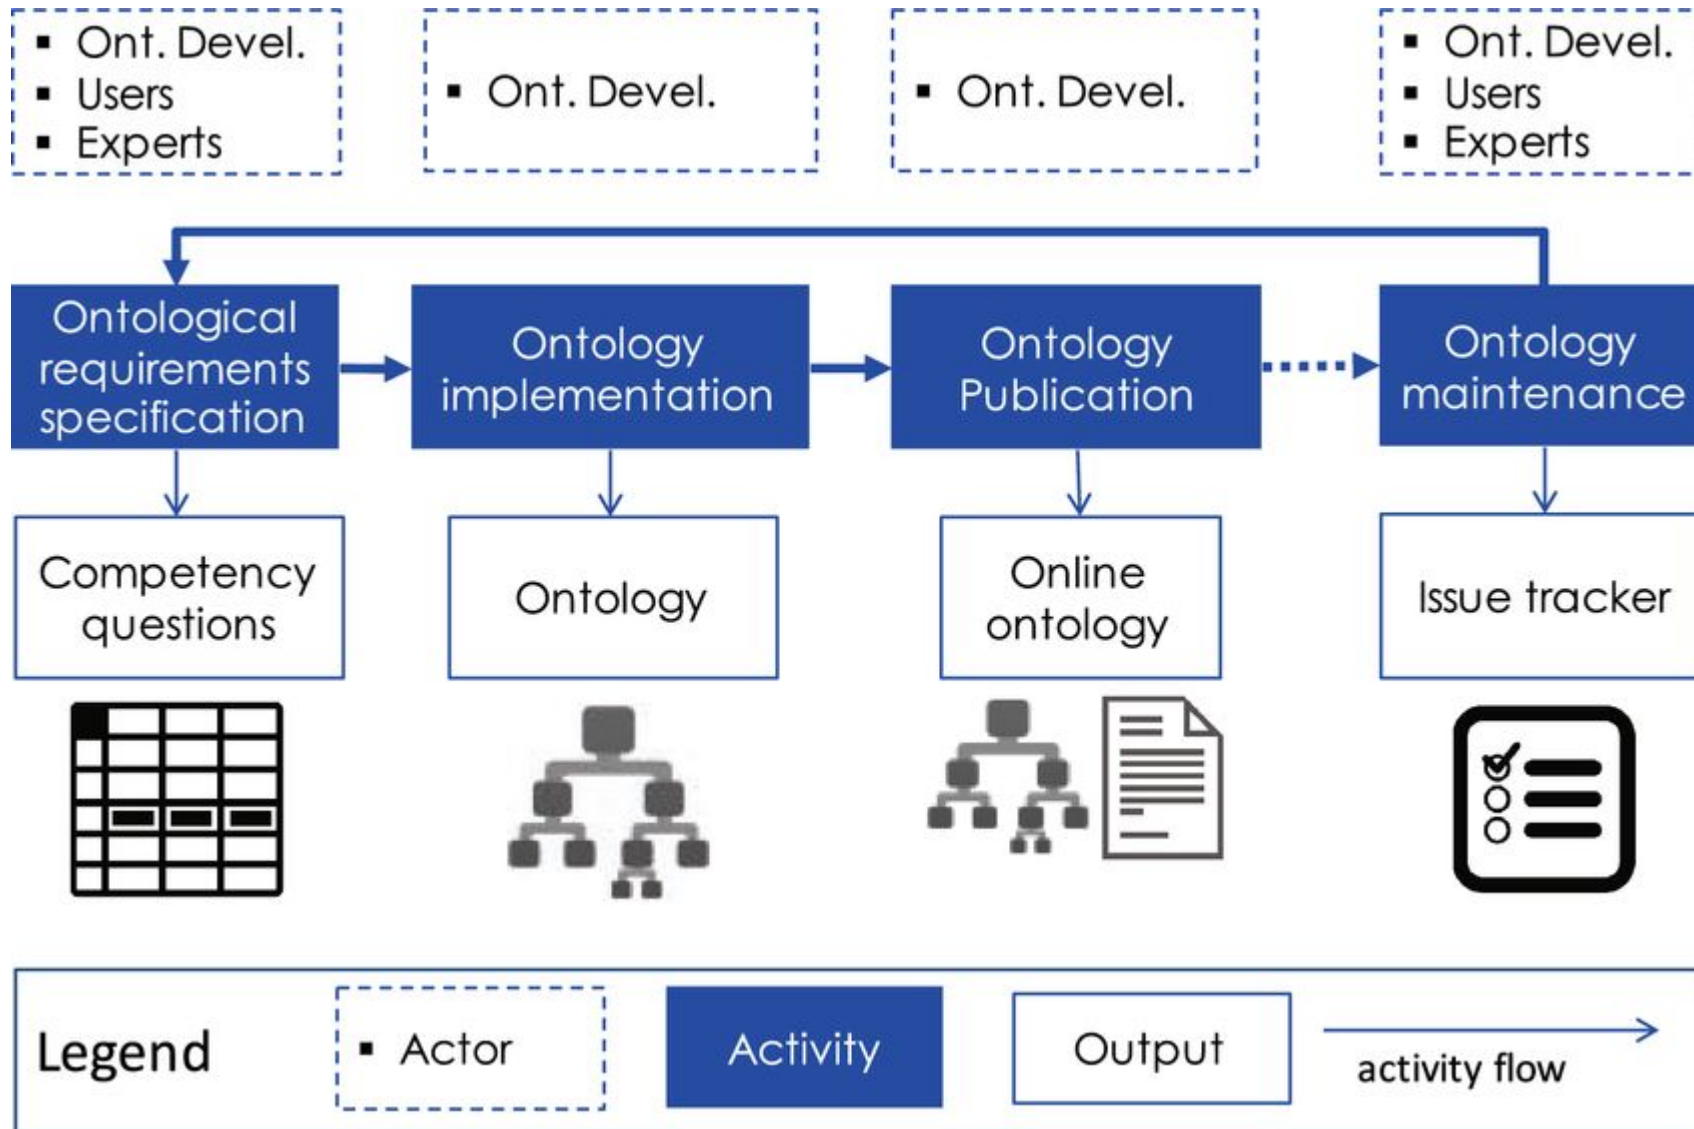 ▪ Ont. Devel.
▪ Users
▪ Experts
▪ Ont. Devel.
▪ Ont. Devel.
▪ Ont. Devel.
▪ Users
▪ Experts
Ontological
requirements
specification
Ontology
implementation
Ontology
Publication
Ontology
maintenance
Competency
questions
Ontology
Online
ontology
Issue tracker
Legend
▪ Actor
Activity
Output
activity flow